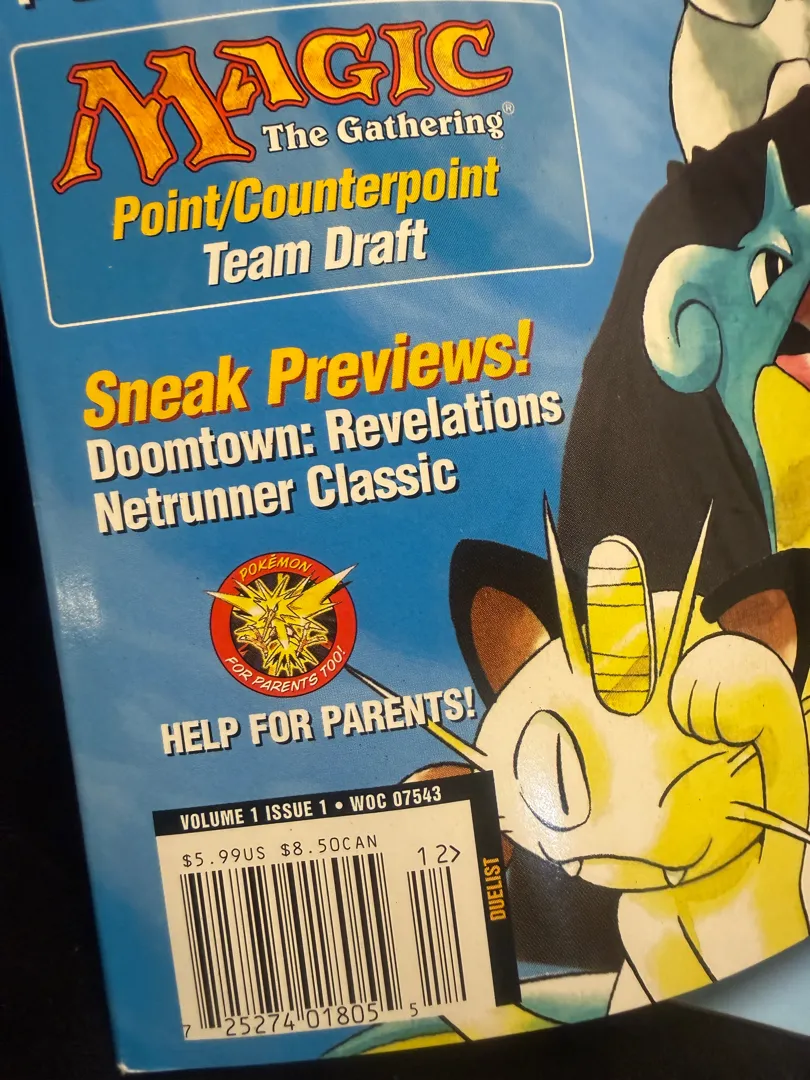 MAGIC
The Gathering®
Point/Counterpoint
Team Draft
Sneak Previews!
Doomtown: Revelations
Netrunner Classic
POKÉMON
FOR PARENTS TOO!
HELP FOR PARENTS!
VOLUME 1 ISSUE 1 • WOC 07543
$5.99US $8.50CAN
12>
DUELIST
7 25274 01805 5